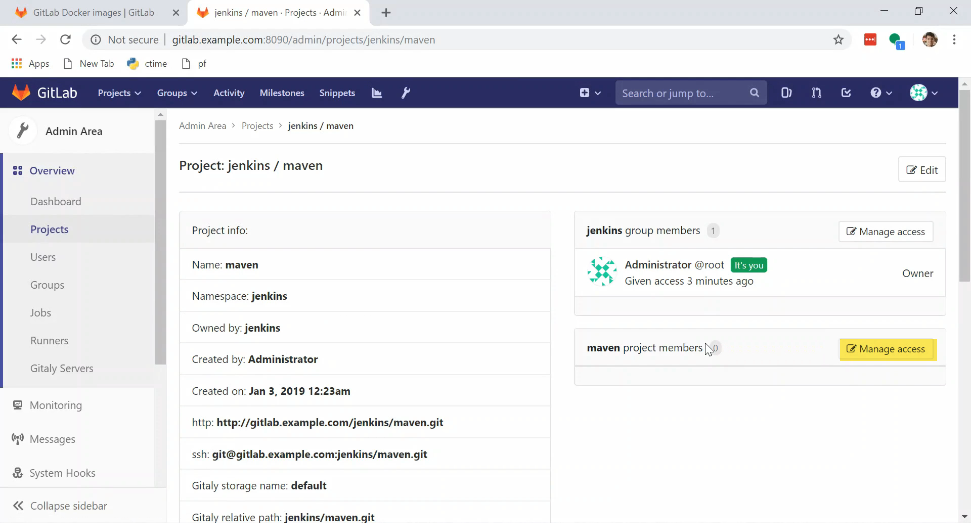 GitLab Docker images | GitLab
jenkins / maven · Projects · Admi
Not secure | gitlab.example.com:8090/admin/projects/jenkins/maven
Apps New Tab ctime pf
GitLab Projects Groups Activity Milestones Snippets Search or jump to...
Admin Area
Overview
Dashboard
Projects
Users
Groups
Jobs
Runners
Gitaly Servers
Monitoring
Messages
System Hooks
Collapse sidebar
Admin Area > Projects > jenkins / maven
Project: jenkins / maven
Edit
Project info:
Name: maven
Namespace: jenkins
Owned by: jenkins
Created by: Administrator
Created on: Jan 3, 2019 12:23am
http: http://gitlab.example.com/jenkins/maven.git
ssh: git@gitlab.example.com:jenkins/maven.git
Gitaly storage name: default
Gitaly relative path: jenkins/maven.git
jenkins group members 1
Manage access
Administrator @root It's you
Given access 3 minutes ago
Owner
maven project members 0
Manage access